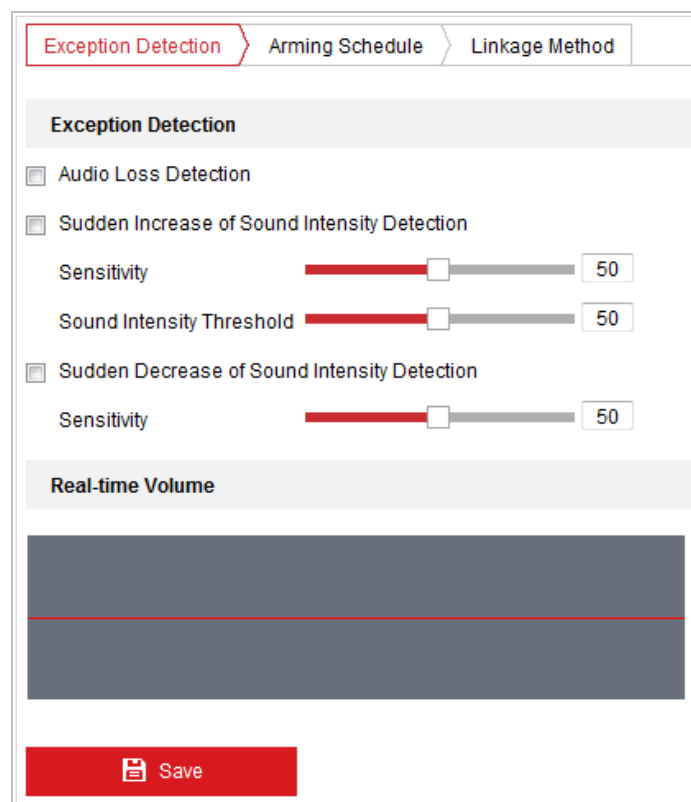 Exception Detection Arming Schedule Linkage Method
Exception Detection
Audio Loss Detection
Sudden Increase of Sound Intensity Detection
Sensitivity 50
Sound Intensity Threshold 50
Sudden Decrease of Sound Intensity Detection
Sensitivity 50
Real-time Volume
Save